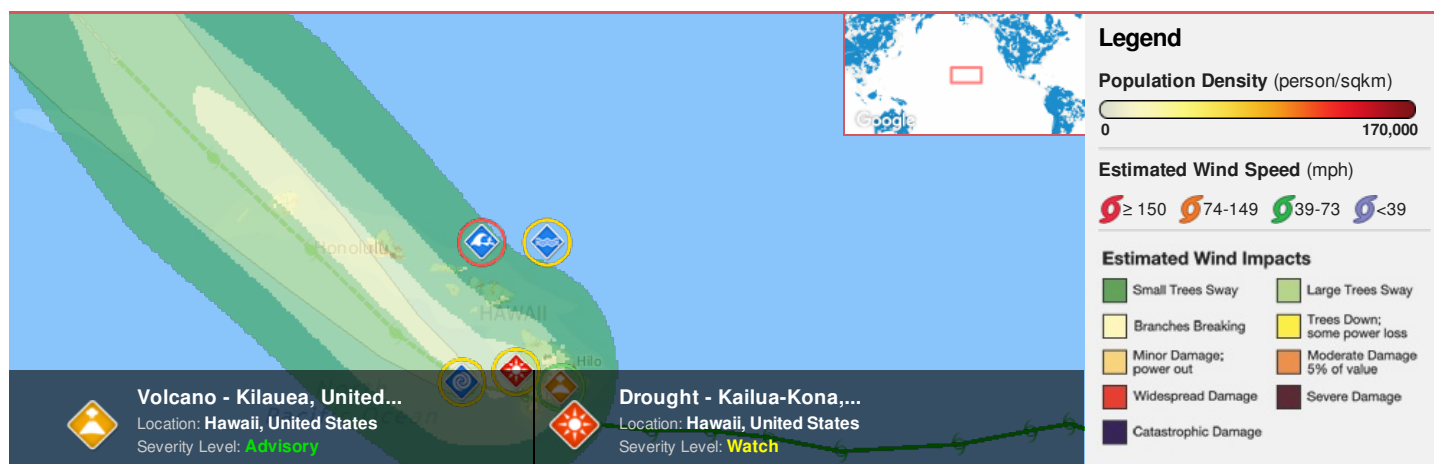 Google
Honolulu
HAWAII
Hilo
Volcano - Kilauea, United...
Location: Hawaii, United States
Severity Level: Advisory
Drought - Kailua-Kona,...
Location: Hawaii, United States
Severity Level: Watch
Legend
Population Density (person/sqkm)
0 170,000
Estimated Wind Speed (mph)
≥ 150 74-149 39-73 <39
Estimated Wind Impacts
Small Trees Sway
Large Trees Sway
Branches Breaking
Trees Down;
some power loss
Minor Damage;
power out
Moderate Damage
5% of value
Widespread Damage
Severe Damage
Catastrophic Damage